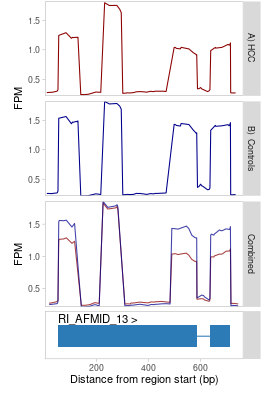 1.5
1.0
0.5
A) HCC
FPM
1.5
1.0
0.5
B) Controls
1.5
1.0
0.5
FPM
Combined
RI_AFMID_13 >
200 400 600
Distance from region start (bp)